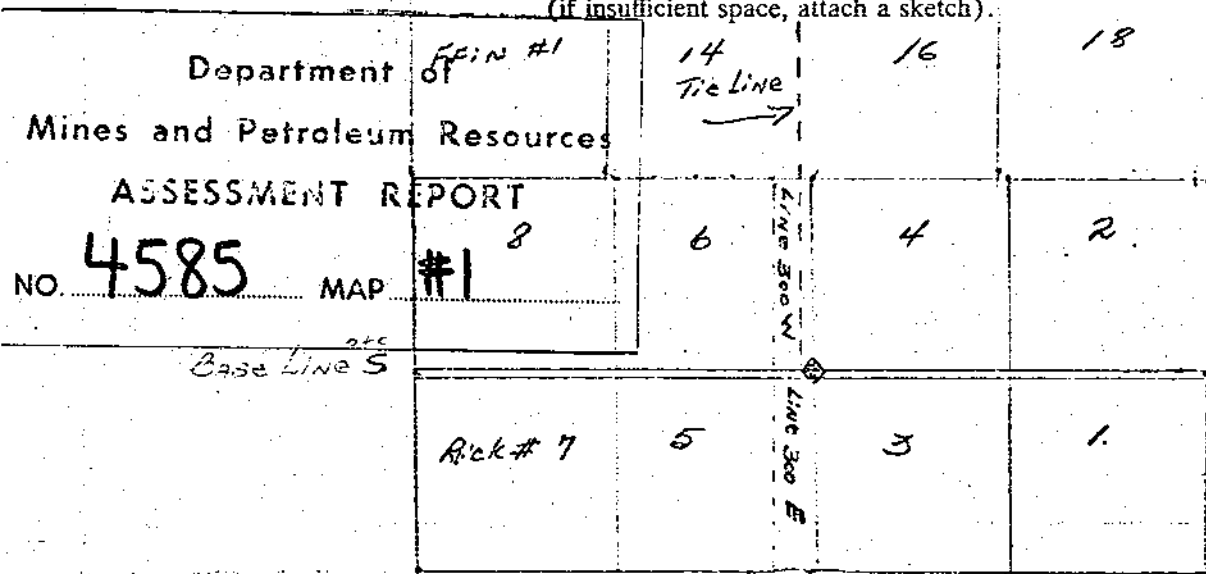 (if insufficient space, attach a sketch).
Department of
Mines and Petroleum Resources
ASSESSMENT REPORT
NO. 4585 MAP #1
#1 14 16 18
Tie Line
8 6 4 2
Line 300 W
Base Line S
Rick # 7 5 3 1
Line 300 E